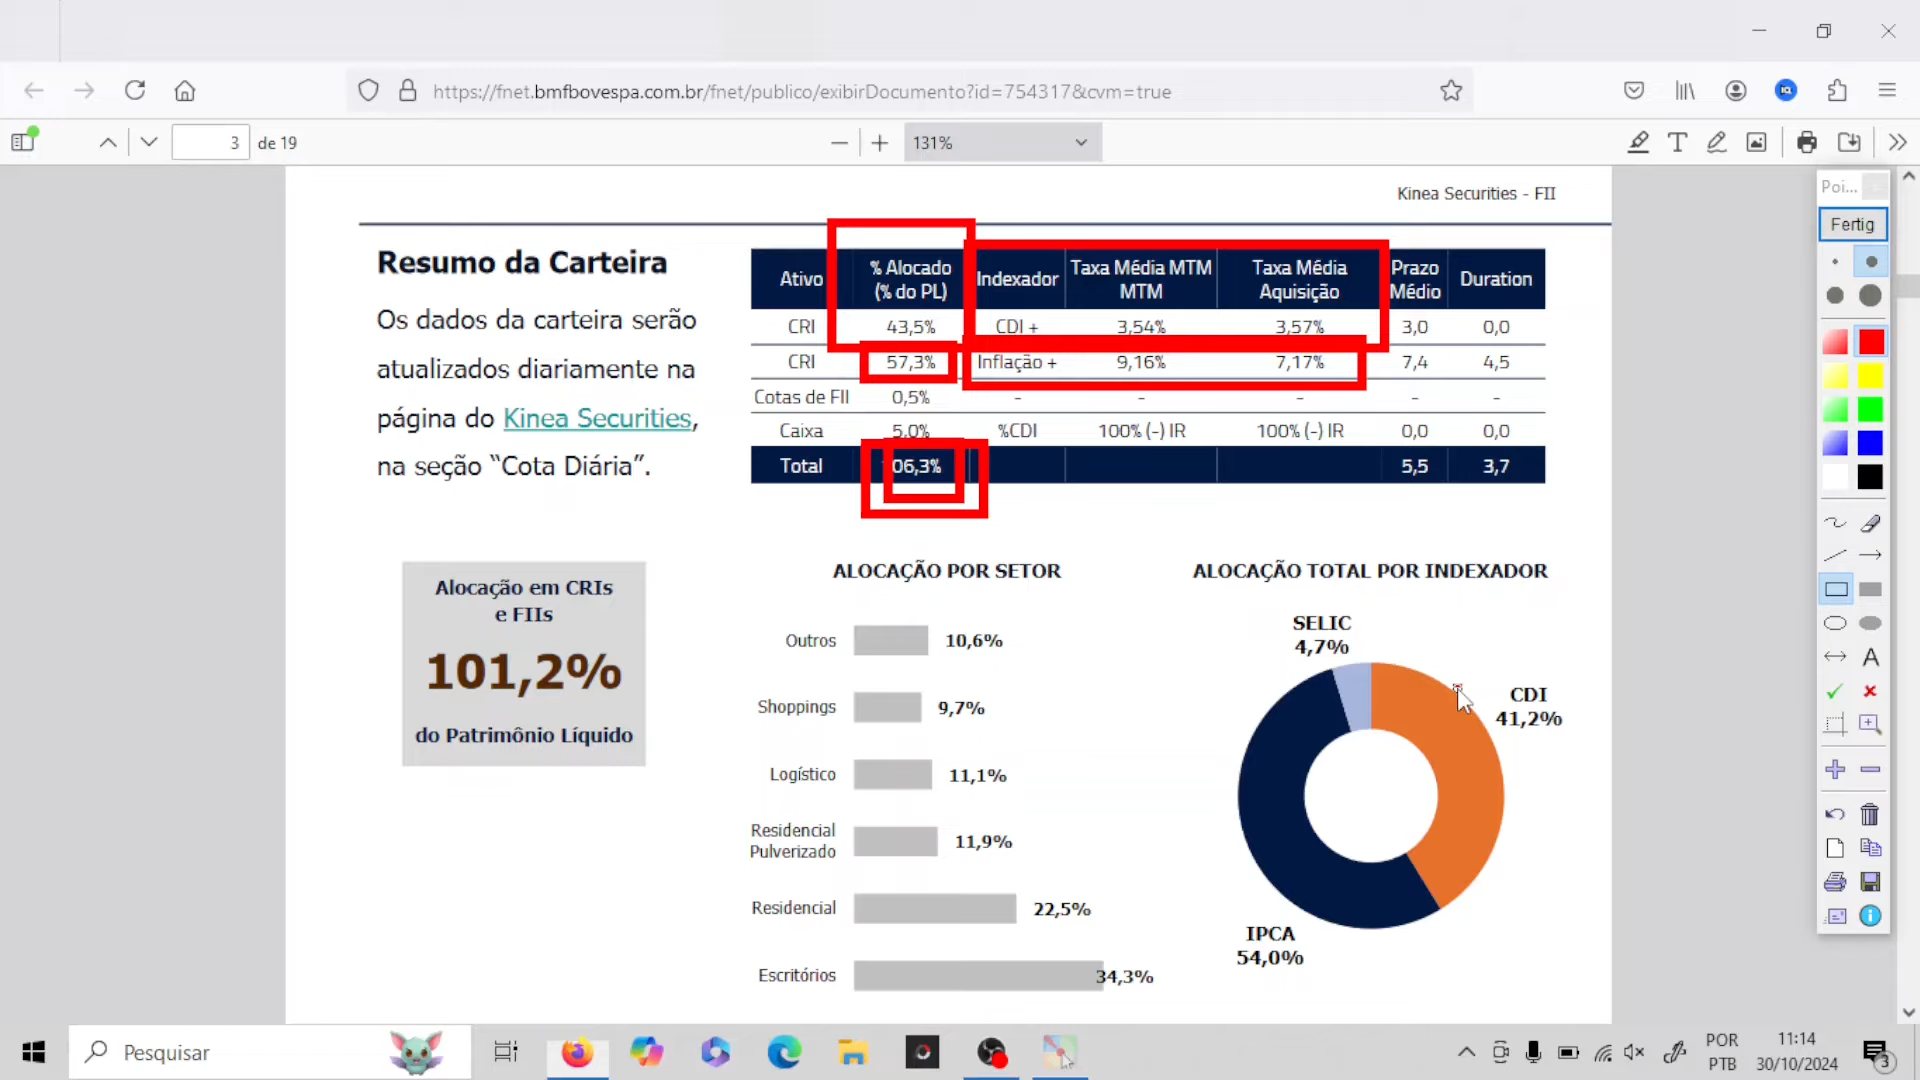 https://fnet.bmfbovespa.com.br/fnet/publico/exibirDocumento?id=754317&cvm=true
3 de 19
131%
Kinea Securities - FII
Resumo da Carteira
Os dados da carteira serão
atualizados diariamente na
página do Kinea Securities,
na seção “Cota Diária”.
Ativo % Alocado (% do PL) Indexador Taxa Média MTM MTM Taxa Média Aquisição Prazo Médio Duration
CRI 43,5% CDI + 3,54% 3,57% 3,0 0,0
CRI 57,3% Inflação + 9,16% 7,17% 7,4 4,5
Cotas de FII 0,5% - - - - -
Caixa 5,0% %CDI 100% (-) IR 100% (-) IR 0,0 0,0
Total 06,3% 5,5 3,7
Alocação em CRIs
e FIIs
101,2%
do Patrimônio Líquido
ALOCAÇÃO POR SETOR
Outros 10,6%
Shoppings 9,7%
Logístico 11,1%
Residencial
Pulverizado 11,9%
Residencial 22,5%
Escritórios 34,3%
ALOCAÇÃO TOTAL POR INDEXADOR
SELIC
4,7%
CDI
41,2%
IPCA
54,0%
Poi...
Fertig
A
Pesquisar
POR
PTB
11:14
30/10/2024
3